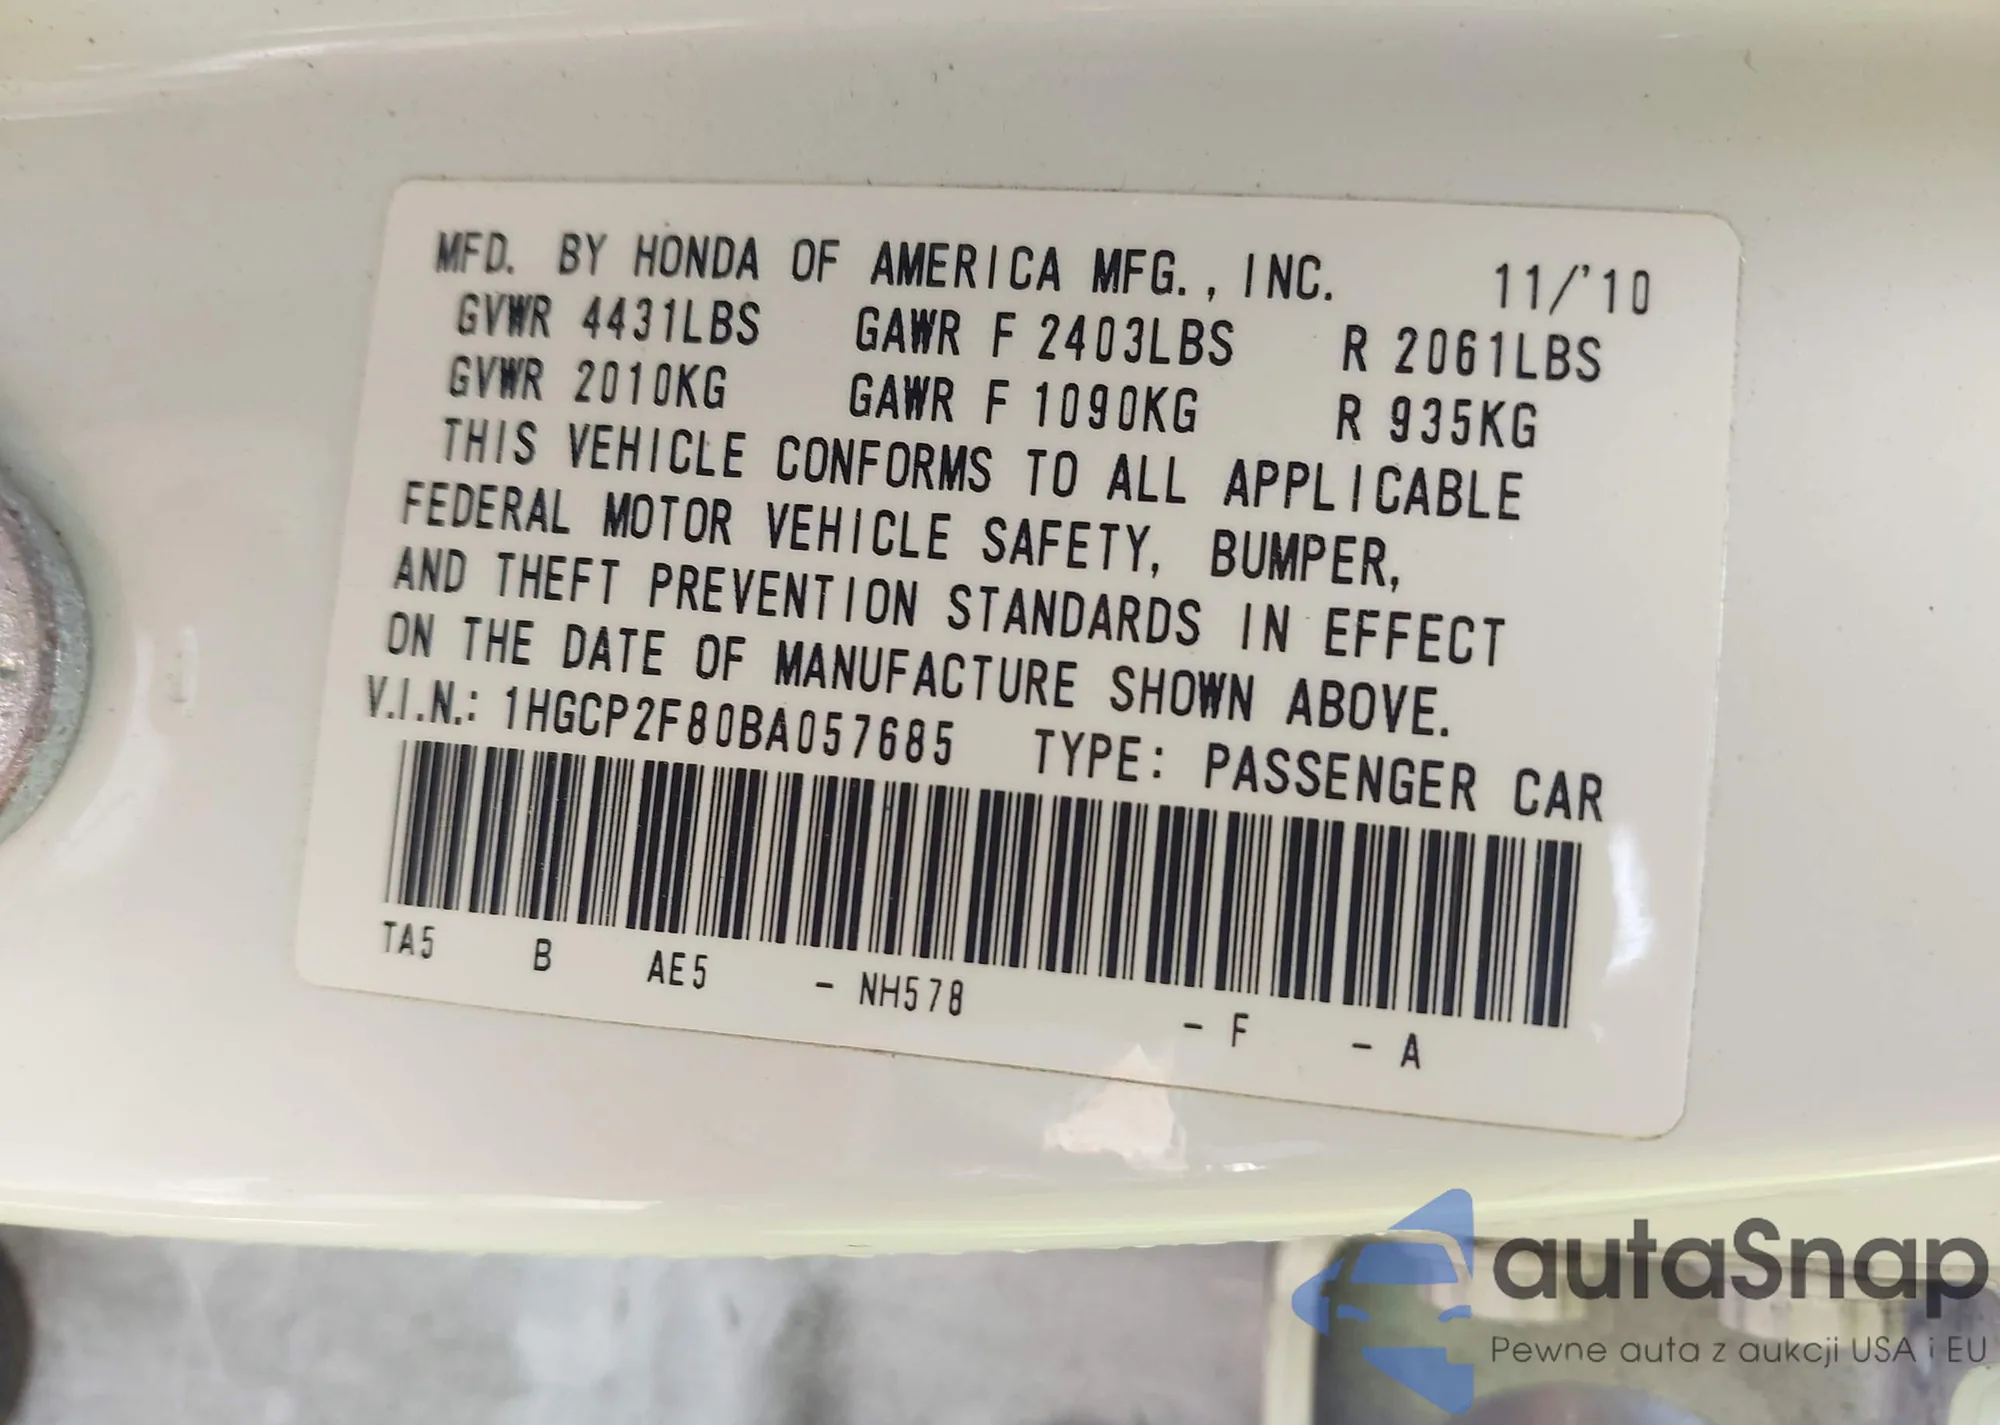 MFD. BY HONDA OF AMERICA MFG., INC. 11/'10
GVWR 4431LBS GAWR F 2403LBS R 2061LBS
GVWR 2010KG GAWR F 1090KG R 935KG
THIS VEHICLE CONFORMS TO ALL APPLICABLE
FEDERAL MOTOR VEHICLE SAFETY, BUMPER,
AND THEFT PREVENTION STANDARDS IN EFFECT
ON THE DATE OF MANUFACTURE SHOWN ABOVE.
V.I.N.: 1HGCP2F80BA057685 TYPE: PASSENGER CAR
TA5 B AE5 - NH578 - F - A
autaSnap
Pewne auta z aukcji USA i EU